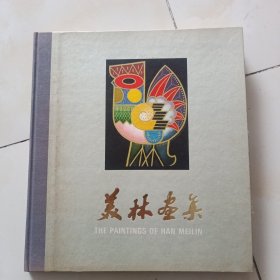 美林画集
THE PAINTINGS OF HAN MEILIN